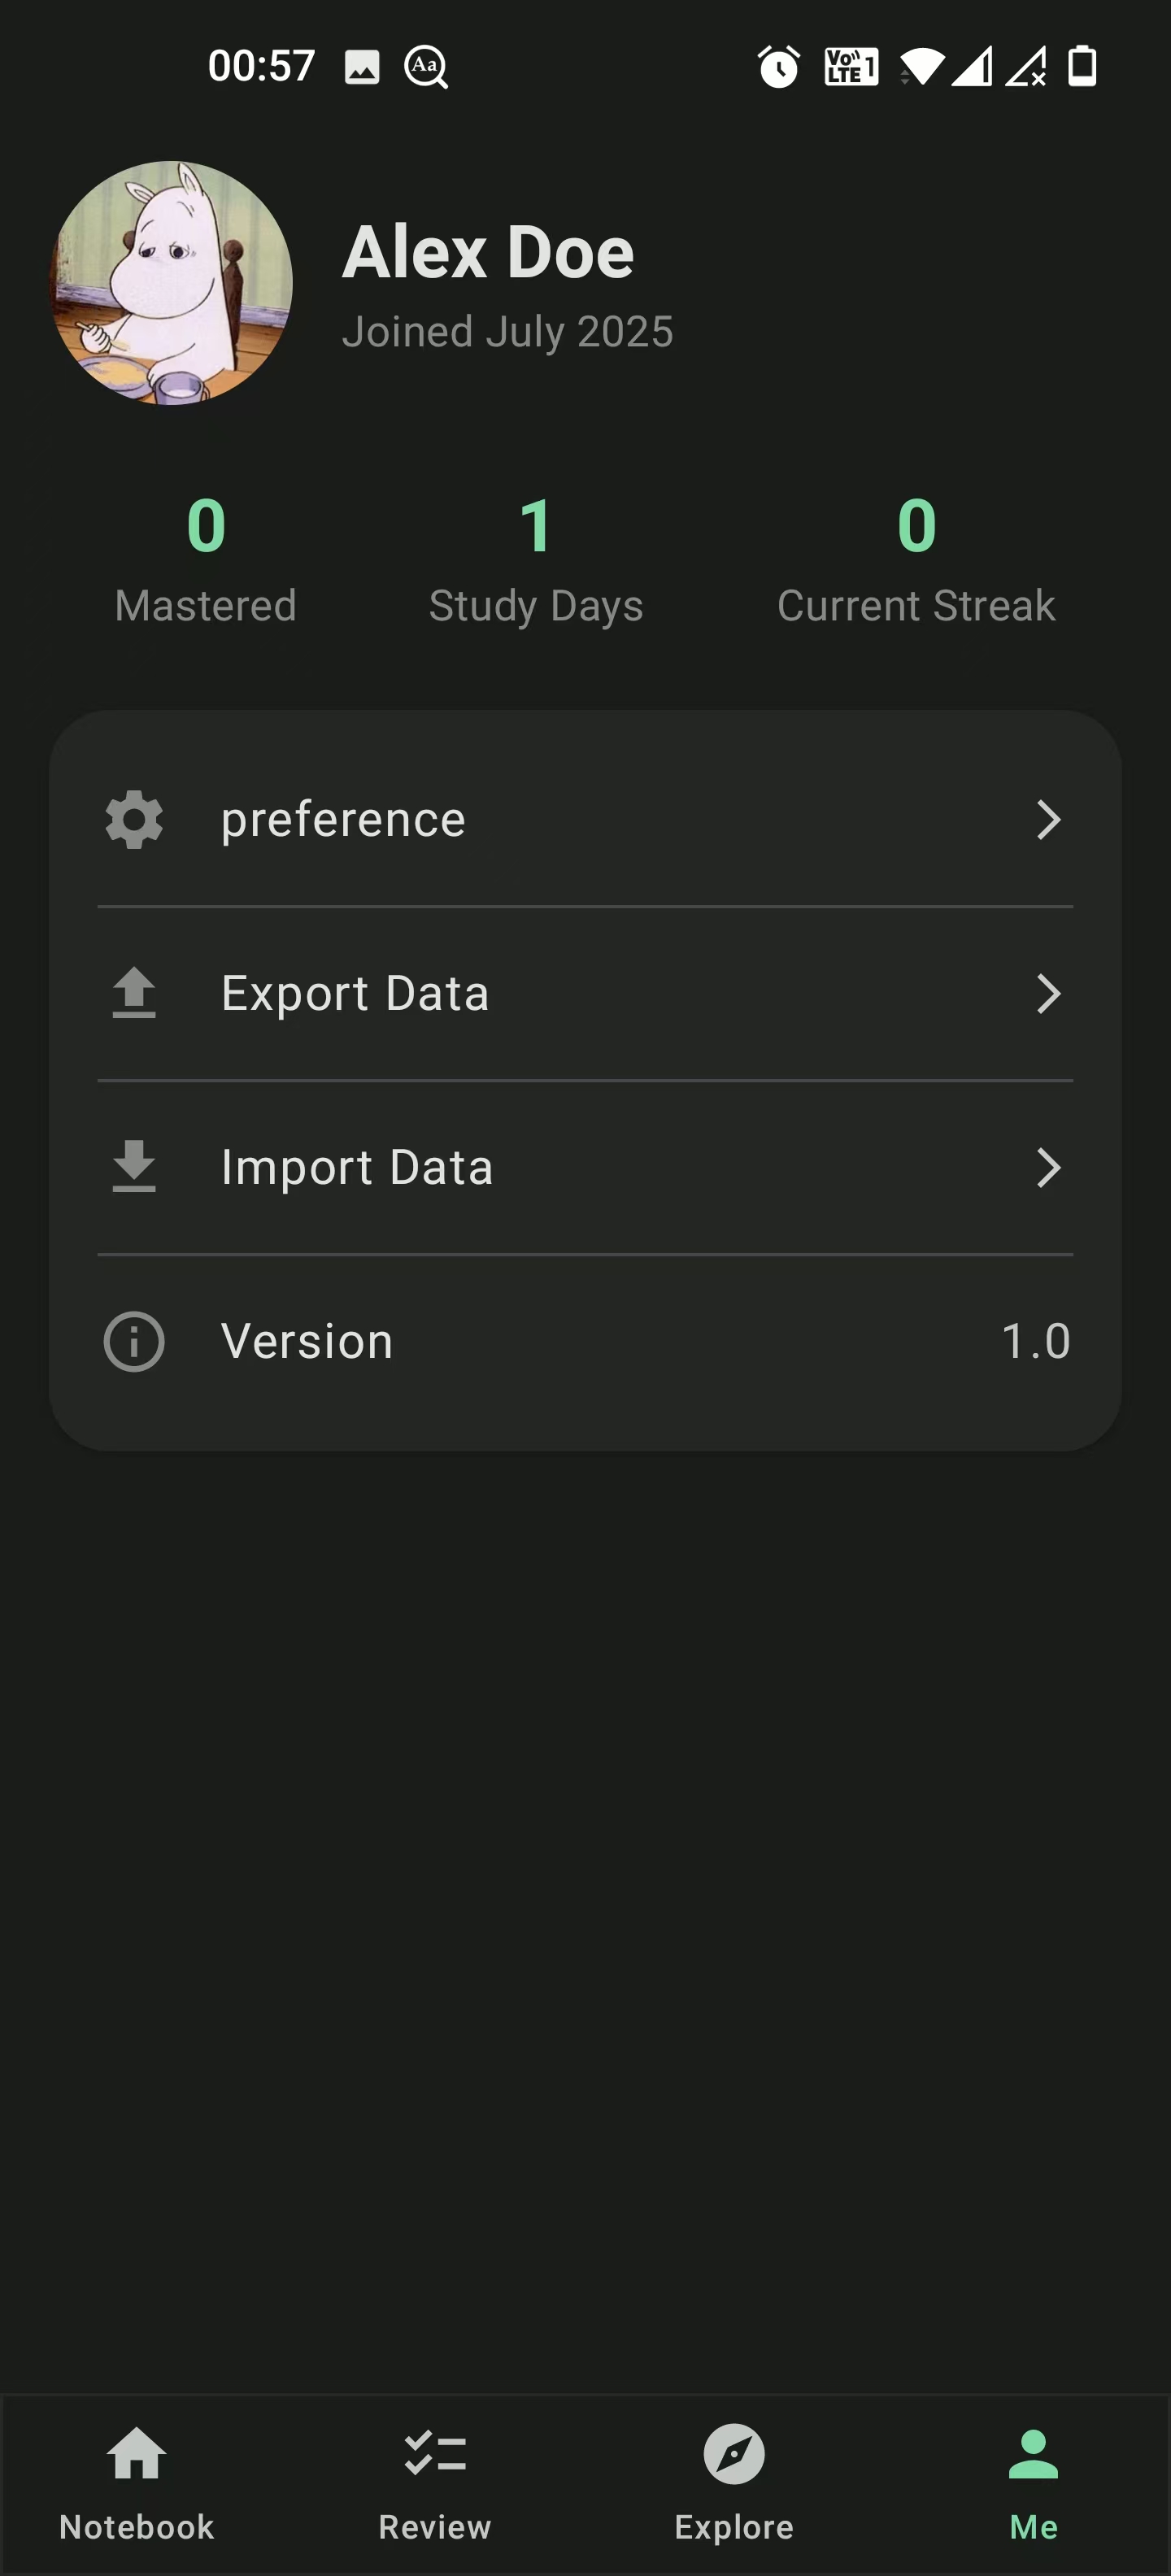 00:57
Aa
Vo LTE 1
Alex Doe
Joined July 2025
0 1 0
Mastered Study Days Current Streak
preference
Export Data
Import Data
Version 1.0
Notebook Review Explore Me